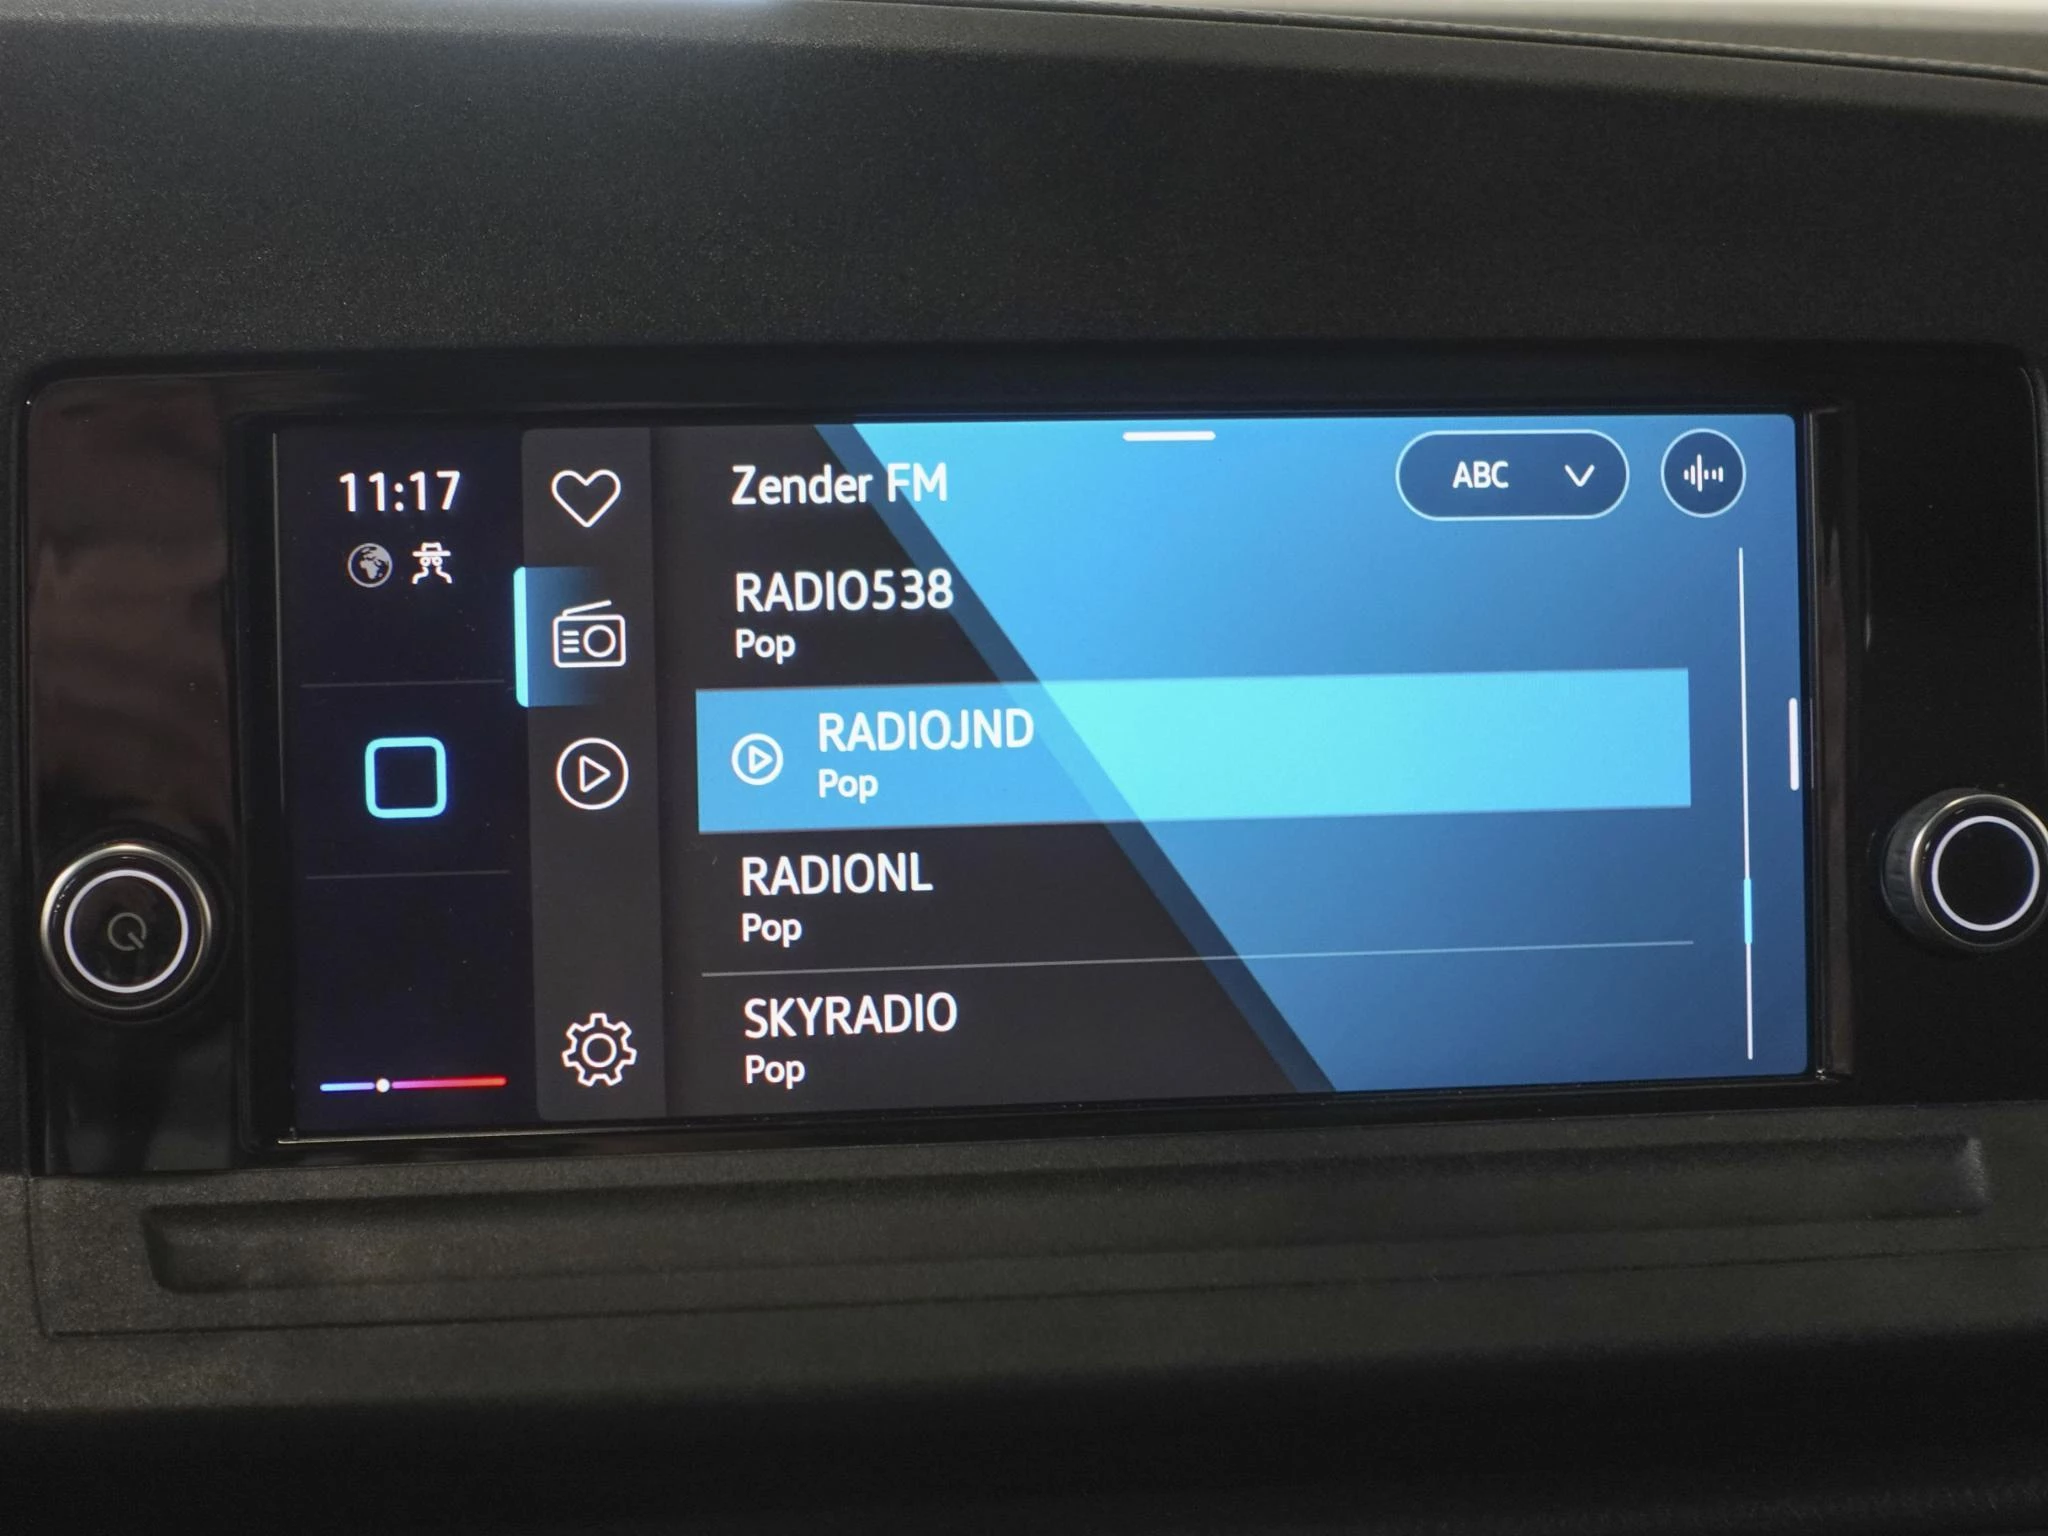 11:17
Zender FM
ABC
RADIO538
Pop
RADIOJND
Pop
RADIONL
Pop
SKYRADIO
Pop